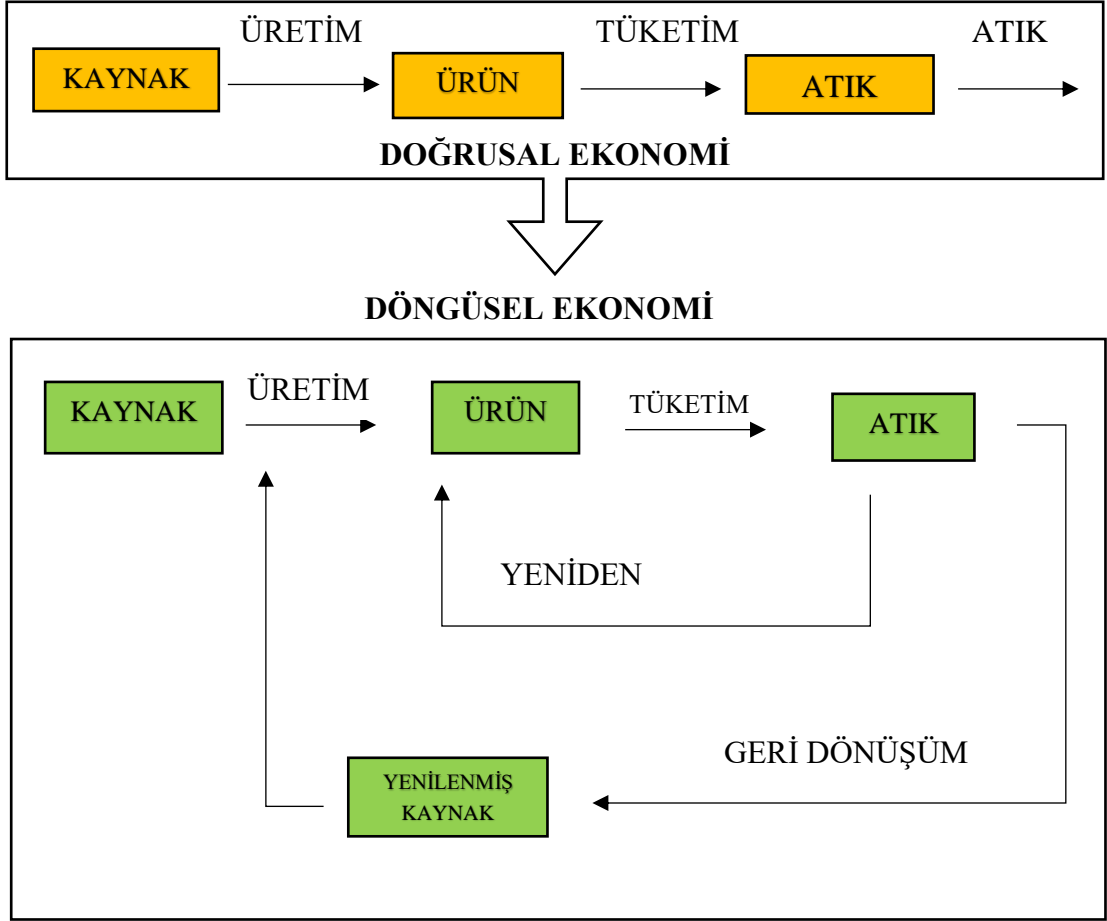 ÜRETİM TÜKETİM ATIK
KAYNAK ÜRÜN ATIK
DOĞRUSAL EKONOMİ
DÖNGÜSEL EKONOMİ
ÜRETİM TÜKETİM
KAYNAK ÜRÜN ATIK
YENİDEN
GERİ DÖNÜŞÜM
YENİLENMİŞ
KAYNAK